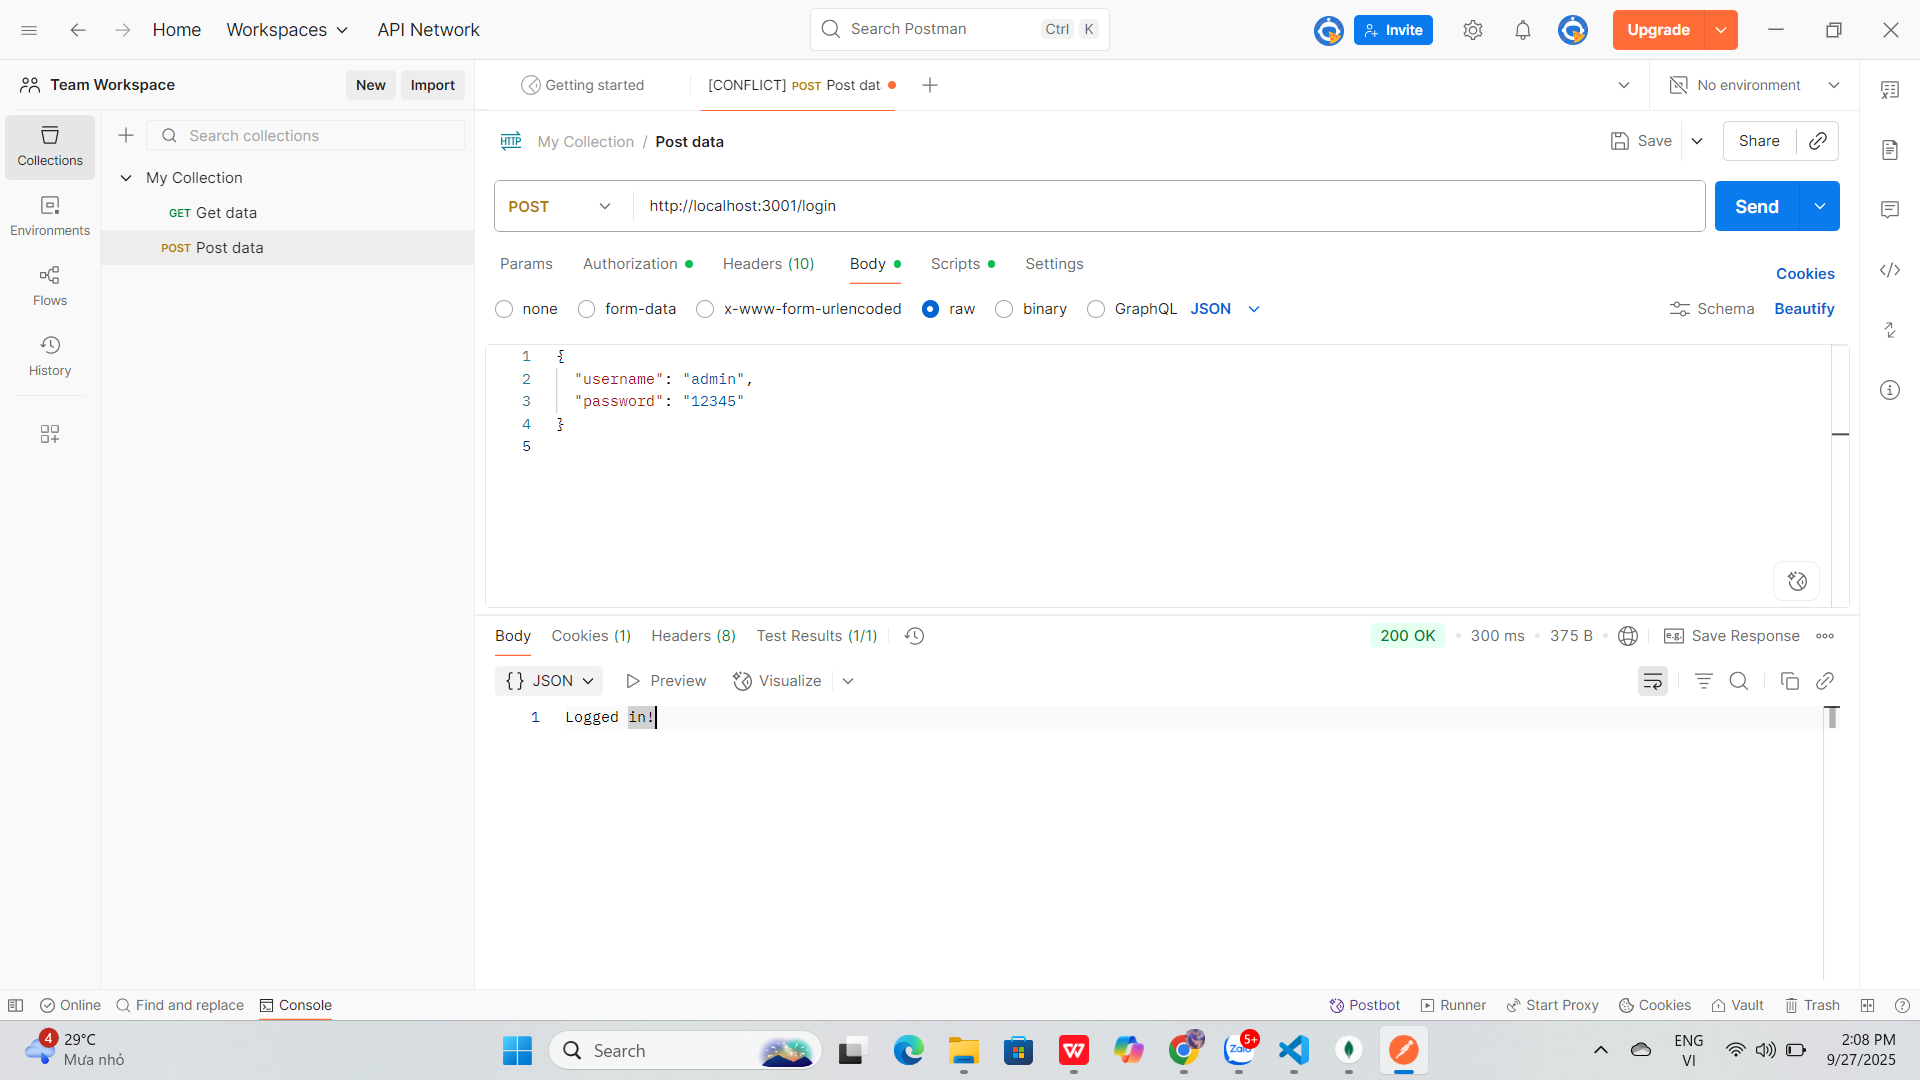 Home Workspaces API Network Search Postman Ctrl K Invite Upgrade
Team Workspace New Import Getting started [CONFLICT] POST Post dat No environment
Collections
Search collections
My Collection / Post data Save Share
My Collection
GET Get data
POST Post data
Environments
Flows
History
POST http://localhost:3001/login Send
Params Authorization Headers (10) Body Scripts Settings Cookies
none form-data x-www-form-urlencoded raw binary GraphQL JSON Schema Beautify
1 {
2 "username": "admin",
3 "password": "12345"
4 }
5
Body Cookies (1) Headers (8) Test Results (1/1) 200 OK 300 ms 375 B e.g. Save Response
{} JSON Preview Visualize
1 Logged in!
Online Find and replace Console Postbot Runner Start Proxy Cookies Vault Trash
4 29°C
Mưa nhỏ
Search
Zalo 5+
ENG
VI
2:08 PM
9/27/2025